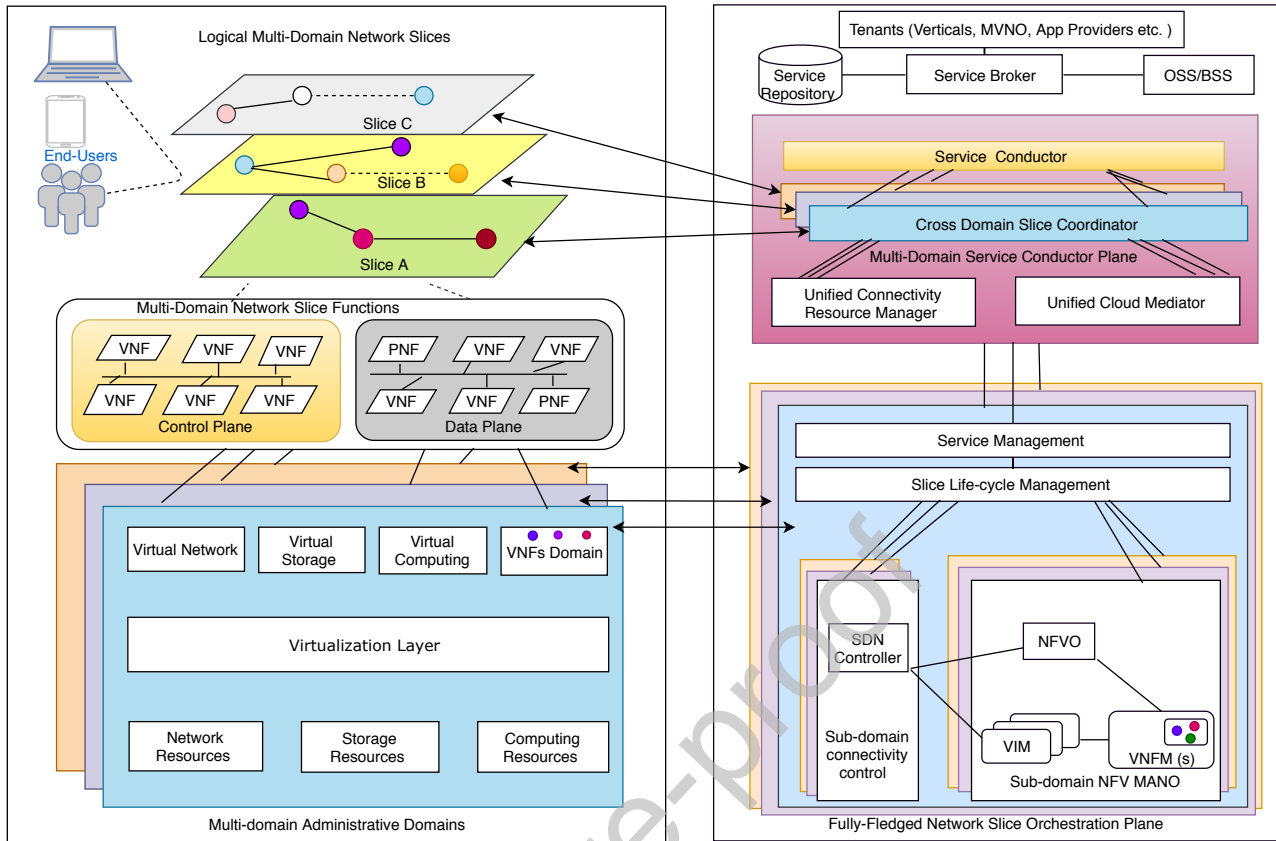 Logical Multi-Domain Network Slices
End-Users
Slice C
Slice B
Slice A
Multi-Domain Network Slice Functions
VNF
VNF
VNF
VNF
VNF
VNF
Control Plane
PNF
VNF
VNF
VNF
VNF
PNF
Data Plane
Virtual Network
Virtual
Storage
Virtual
Computing
VNFs Domain
Virtualization Layer
Network
Resources
Storage
Resources
Computing
Resources
Multi-domain Administrative Domains
Tenants (Verticals, MVNO, App Providers etc. )
Service
Repository
Service Broker
OSS/BSS
Service Conductor
Cross Domain Slice Coordinator
Multi-Domain Service Conductor Plane
Unified Connectivity
Resource Manager
Unified Cloud Mediator
Service Management
Slice Life-cycle Management
SDN
Controller
Sub-domain
connectivity
control
NFVO
VIM
VNFM (s)
Sub-domain NFV MANO
Fully-Fledged Network Slice Orchestration Plane
e-proof